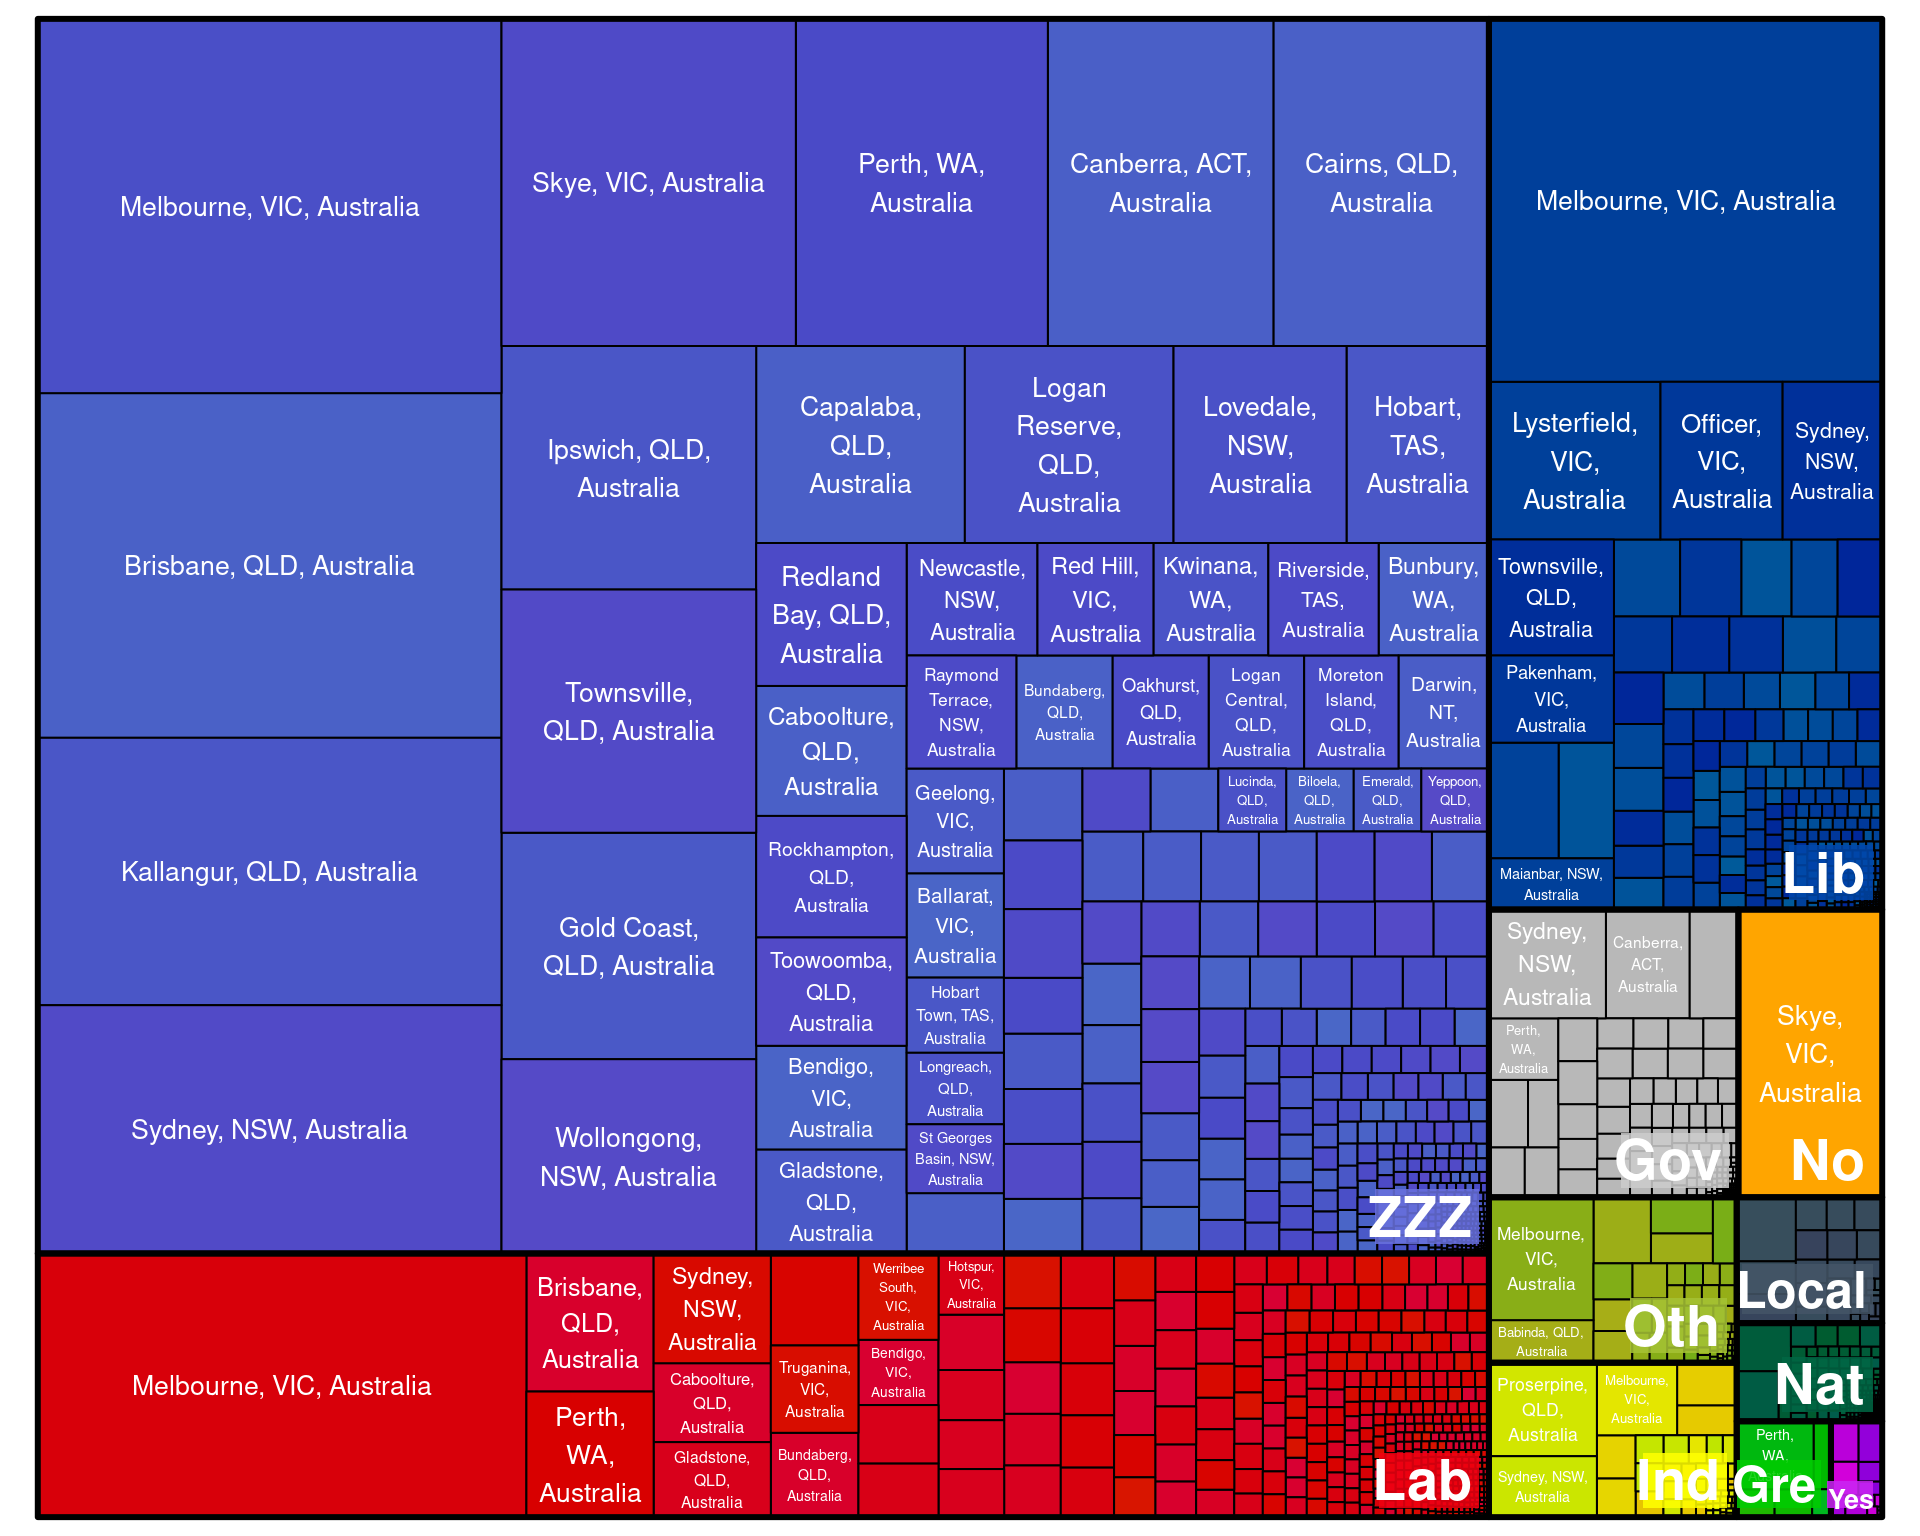 Melbourne, VIC, Australia
Brisbane, QLD, Australia
Kallangur, QLD, Australia
Sydney, NSW, Australia
Skye, VIC, Australia
Perth, WA,
Australia
Canberra, ACT,
Australia
Cairns, QLD,
Australia
Ipswich, QLD,
Australia
Townsville,
QLD, Australia
Gold Coast,
QLD, Australia
Wollongong,
NSW, Australia
Capalaba,
QLD,
Australia
Logan
Reserve,
QLD,
Australia
Lovedale,
NSW,
Australia
Hobart,
TAS,
Australia
Redland
Bay, QLD,
Australia
Caboolture,
QLD,
Australia
Rockhampton,
QLD,
Australia
Toowoomba,
QLD,
Australia
Bendigo,
VIC,
Australia
Gladstone,
QLD,
Australia
Newcastle,
NSW,
Australia
Red Hill,
VIC,
Australia
Kwinana,
WA,
Australia
Riverside,
TAS,
Australia
Bunbury,
WA,
Australia
Raymond
Terrace,
NSW,
Australia
Bundaberg,
QLD,
Australia
Oakhurst,
QLD,
Australia
Logan
Central,
QLD,
Australia
Moreton
Island,
QLD,
Australia
Darwin,
NT,
Australia
Geelong,
VIC,
Australia
Ballarat,
VIC,
Australia
Hobart
Town, TAS,
Australia
Longreach,
QLD,
Australia
St Georges
Basin, NSW,
Australia
Lucinda,
QLD,
Australia
Biloela,
QLD,
Australia
Emerald,
QLD,
Australia
Yeppoon,
QLD,
Australia
ZZZ
Melbourne, VIC, Australia
Brisbane,
QLD,
Australia
Perth,
WA,
Australia
Sydney,
NSW,
Australia
Caboolture,
QLD,
Australia
Gladstone,
QLD,
Australia
Truganina,
VIC,
Australia
Bundaberg,
QLD,
Australia
Werribee
South,
VIC,
Australia
Bendigo,
VIC,
Australia
Hotspur,
VIC,
Australia
Lab
Melbourne, VIC, Australia
Lysterfield,
VIC,
Australia
Officer,
VIC,
Australia
Sydney,
NSW,
Australia
Townsville,
QLD,
Australia
Pakenham,
VIC,
Australia
Maianbar, NSW,
Australia
Lib
Sydney,
NSW,
Australia
Canberra,
ACT,
Australia
Perth,
WA,
Australia
Gov
Skye,
VIC,
Australia
No
Melbourne,
VIC,
Australia
Babinda, QLD,
Australia
Oth
Local
Nat
Proserpine,
QLD,
Australia
Melbourne,
VIC,
Australia
Sydney, NSW,
Australia
Ind
Perth,
WA,
Gre
Yes